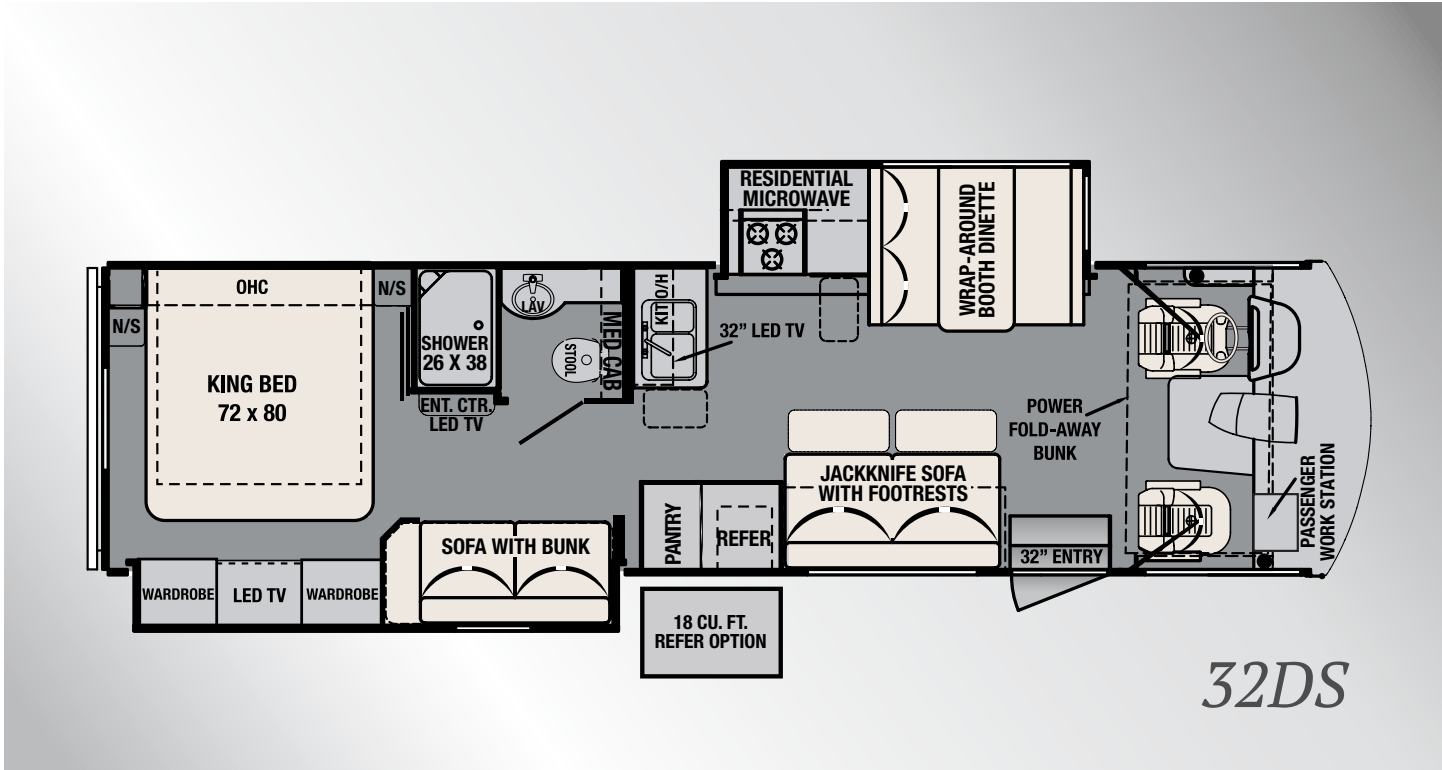 RESIDENTIAL
MICROWAVE
WRAP-AROUND
BOOTH DINETTE
OHC
N/S
N/S
KING BED
72 x 80
SHOWER
26 X 38
ENT. CTR.
LED TV
LAV
STOOL
MED CAB
KIT O/H
32” LED TV
POWER
FOLD-AWAY
BUNK
PASSENGER
WORK STATION
JACKKNIFE SOFA
WITH FOOTRESTS
PANTRY
REFER
32” ENTRY
SOFA WITH BUNK
WARDROBE
LED TV
WARDROBE
18 CU. FT.
REFER OPTION
32DS